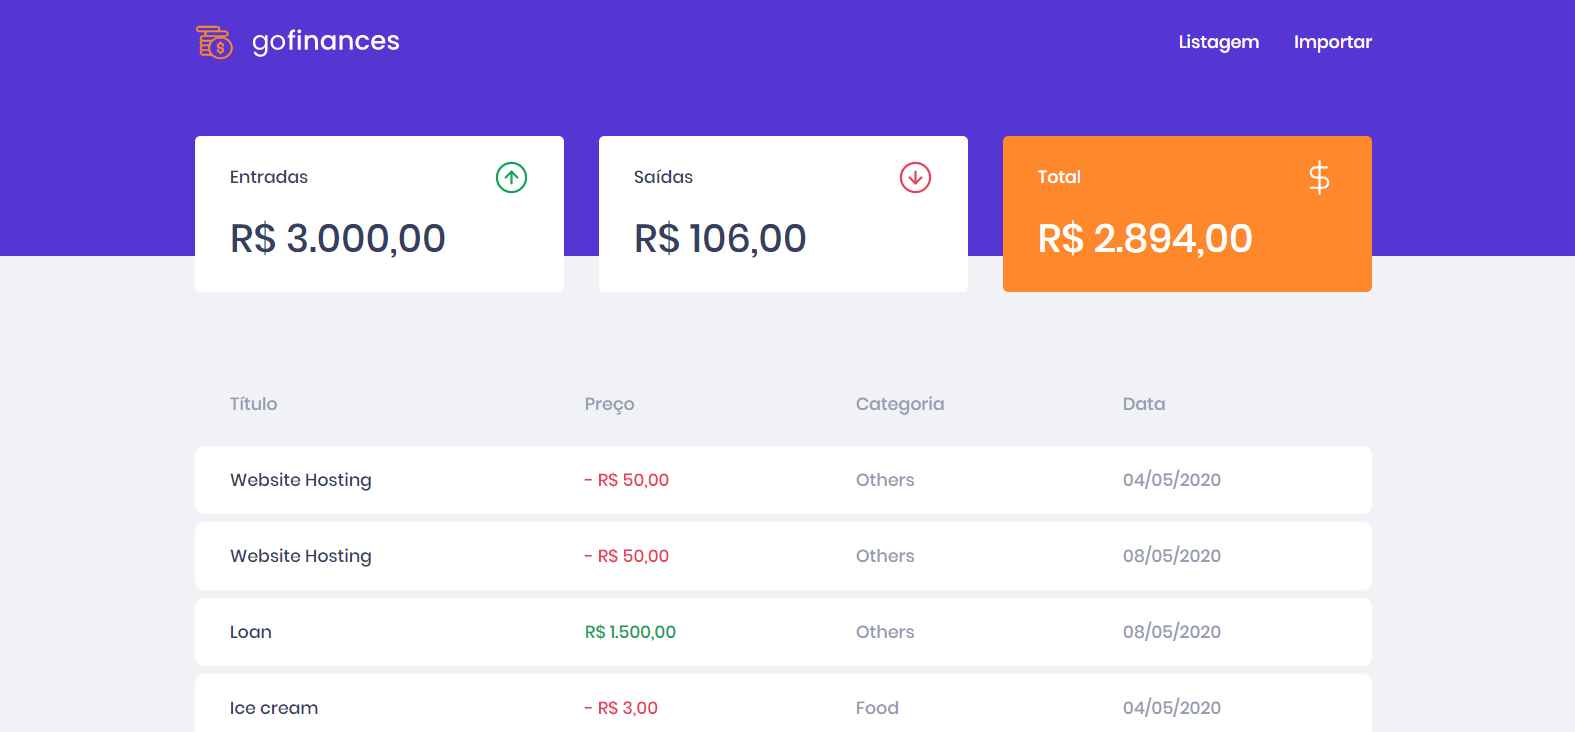 gofinances Listagem Importar
Entradas Saídas Total $
R$ 3.000,00 R$ 106,00 R$ 2.894,00
Título Preço Categoria Data
Website Hosting - R$ 50,00 Others 04/05/2020
Website Hosting - R$ 50,00 Others 08/05/2020
Loan R$ 1.500,00 Others 08/05/2020
Ice cream - R$ 3,00 Food 04/05/2020